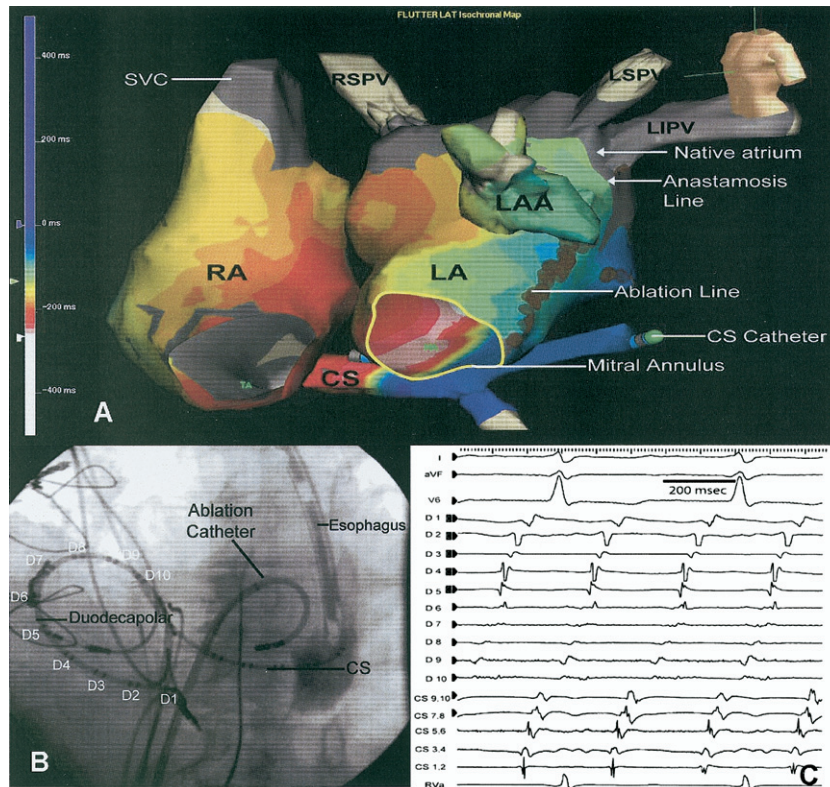 FLUTTER LAT Isochronal Map
400 ms
200 ms
0 ms
-200 ms
-400 ms
SVC
RSPV
LSPV
LIPV
Native atrium
Anastamosis
Line
LAA
RA
LA
Ablation Line
CS Catheter
Mitral Annulus
CS
TA
A
Ablation
Catheter
Esophagus
D8
D9
D7
D10
D6
Duodecapolar
D5
D4
D3
D2
D1
CS
B
I
aVF
V6
200 msec
D 1
D 2
D 3
D 4
D 5
D 6
D 7
D 8
D 9
D 10
CS 9,10
CS 7,8
CS 5,6
CS 3,4
CS 1,2
RVa
C